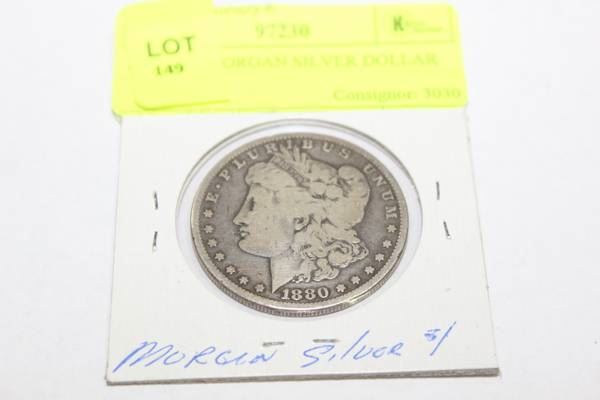 LOT
149
97230
K
ORGAN SILVER DOLLAR
Consignor: 3030
E·PLURIBUS·UNUM
1880
MORGAN Silver $1